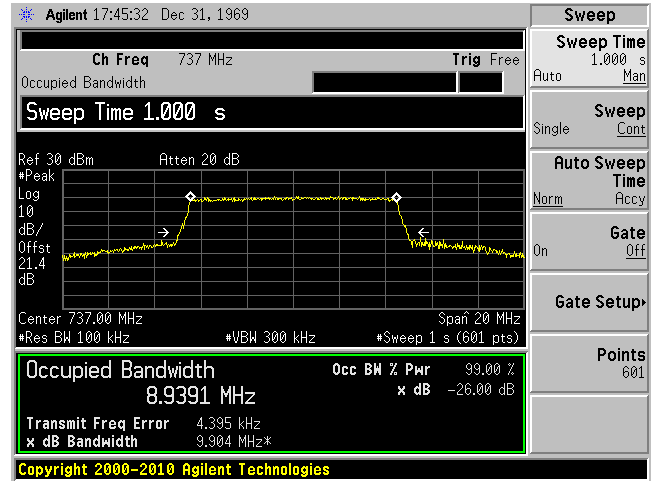 Agilent 17:45:32 Dec 31, 1969
Sweep
Ch Freq 737 MHz Trig Free
Occupied Bandwidth
Sweep Time 1.000 s
Ref 30 dBm Atten 20 dB
#Peak
Log
10
dB/
Offst
21.4
dB
Center 737.00 MHz Span 20 MHz
#Res BW 100 kHz #VBW 300 kHz #Sweep 1 s (601 pts)
Occupied Bandwidth Occ BW % Pwr 99.00 %
8.9391 MHz x dB -26.00 dB
Transmit Freq Error 4.395 kHz
x dB Bandwidth 9.904 MHz*
Copyright 2000-2010 Agilent Technologies
Sweep Time
1.000 s
Auto Man
Sweep
Single Cont
Auto Sweep
Time
Norm Accy
Gate
On Off
Gate Setup
Points
601